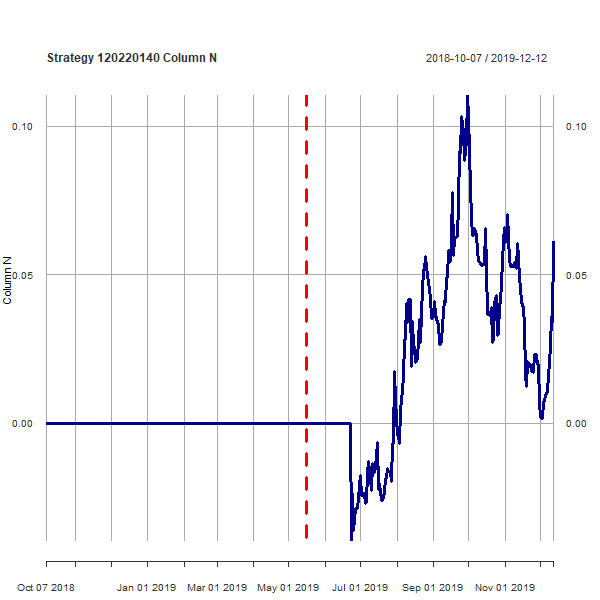 Strategy 120220140 Column N
2018-10-07 / 2019-12-12
0.10 0.10
0.05 0.05
0.00 0.00
Column N
Oct 07 2018 Jan 01 2019 Mar 01 2019 May 01 2019 Jul 01 2019 Sep 01 2019 Nov 01 2019